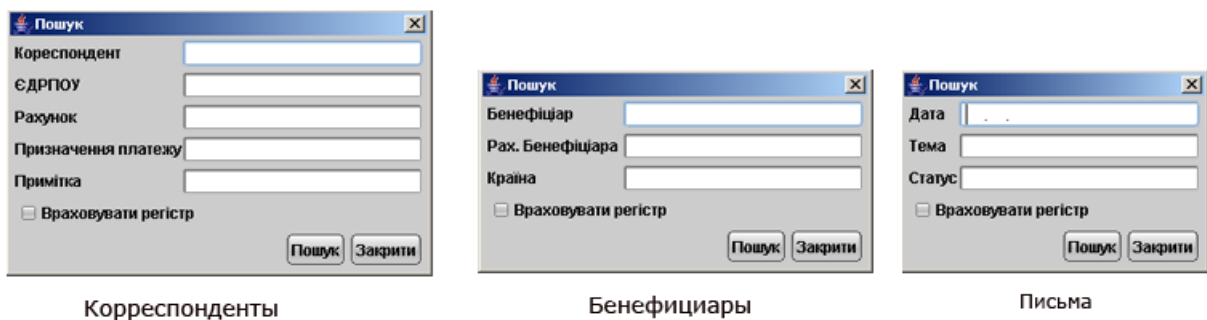 Пошук
Кореспондент
ЄДРПОУ
Рахунок
Призначення платежу
Примітка
Враховувати регістр
Пошук Закрити
Корреспонденты
Пошук
Бенефіціар
Рах. Бенефіціара
Країна
Враховувати регістр
Пошук Закрити
Бенефициары
Пошук
Дата . .
Тема
Статус
Враховувати регістр
Пошук Закрити
Письма